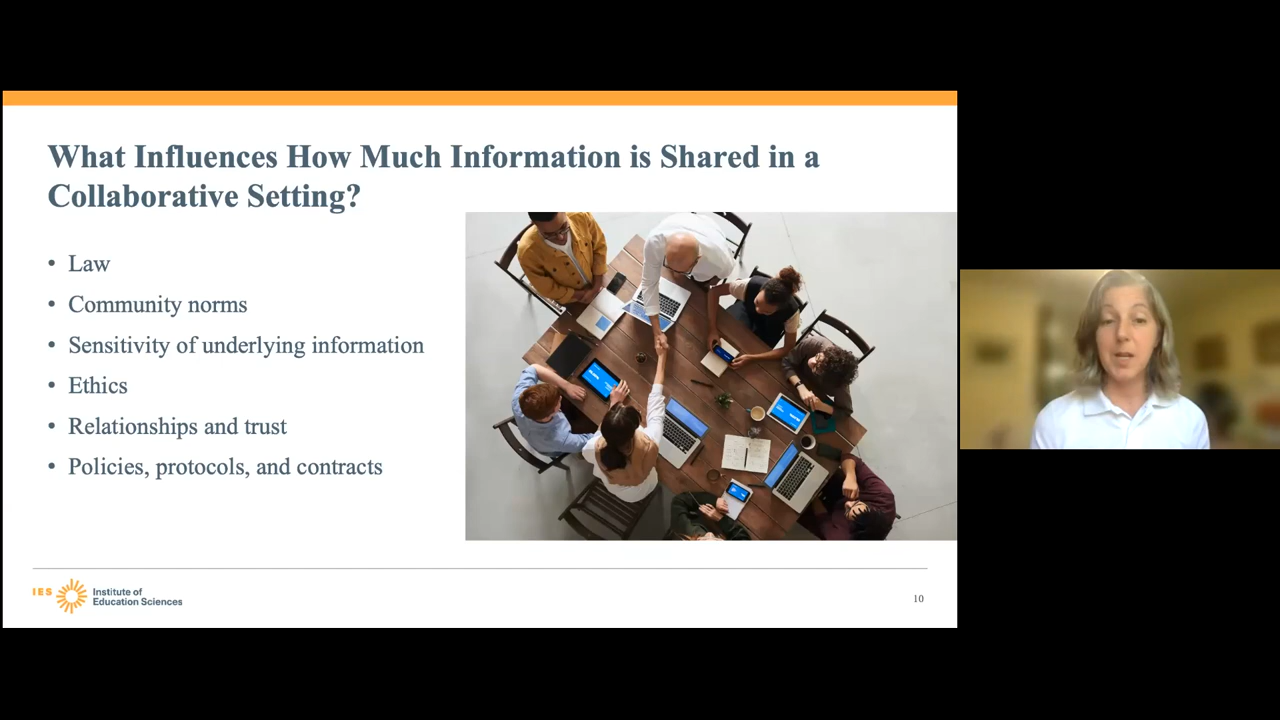 What Influences How Much Information is Shared in a
Collaborative Setting?
• Law
• Community norms
• Sensitivity of underlying information
• Ethics
• Relationships and trust
• Policies, protocols, and contracts
IES
Institute of
Education Sciences
10